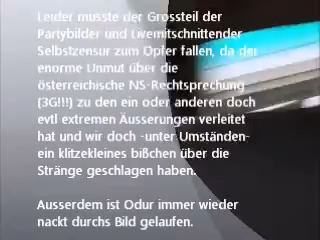 Leider musste der Grossteil der
Partybilder und Livemitschnittender
Selbstzensur zum Opfer fallen, da der
enorme Unmut über die
österreichische NS-Rechtsprechung
(3G!!!) zu den ein oder anderen doch
evtl extremen Äusserungen verleitet
hat und wir doch -unter Umständen-
ein klitzekleines bißchen über die
Stränge geschlagen haben.
Ausserdem ist Odur immer wieder
nackt durchs Bild gelaufen.